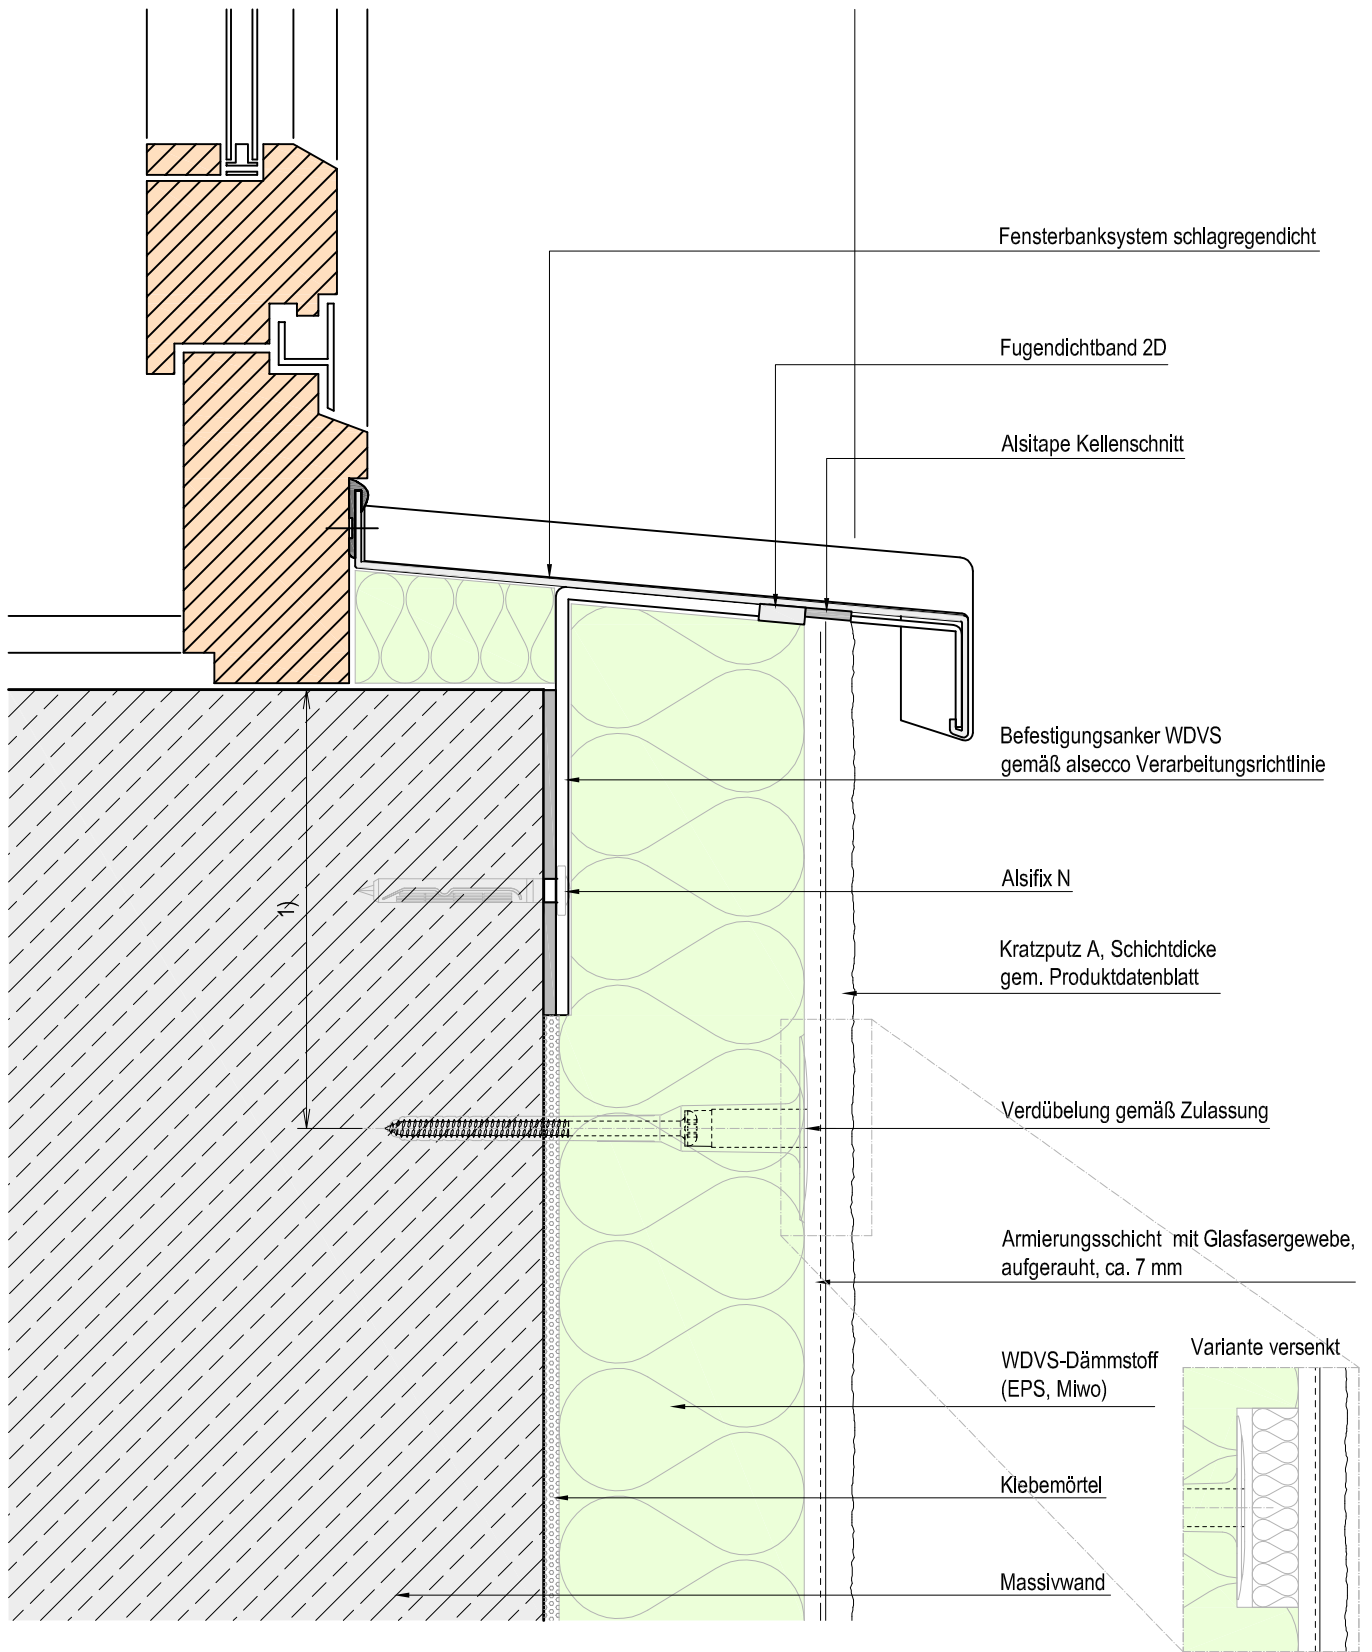 Fensterbanksystem schlagregendicht
Fugendichtband 2D
Alsitape Kellenschnitt
Befestigungsanker WDVS
gemäß alsecco Verarbeitungsrichtlinie
Alsifix N
1)
Kratzputz A, Schichtdicke
gem. Produktdatenblatt
Verdübelung gemäß Zulassung
Armierungsschicht mit Glasfasergewebe,
aufgerauht, ca. 7 mm
Variante versenkt
WDVS-Dämmstoff
(EPS, Miwo)
Klebemörtel
Massivwand